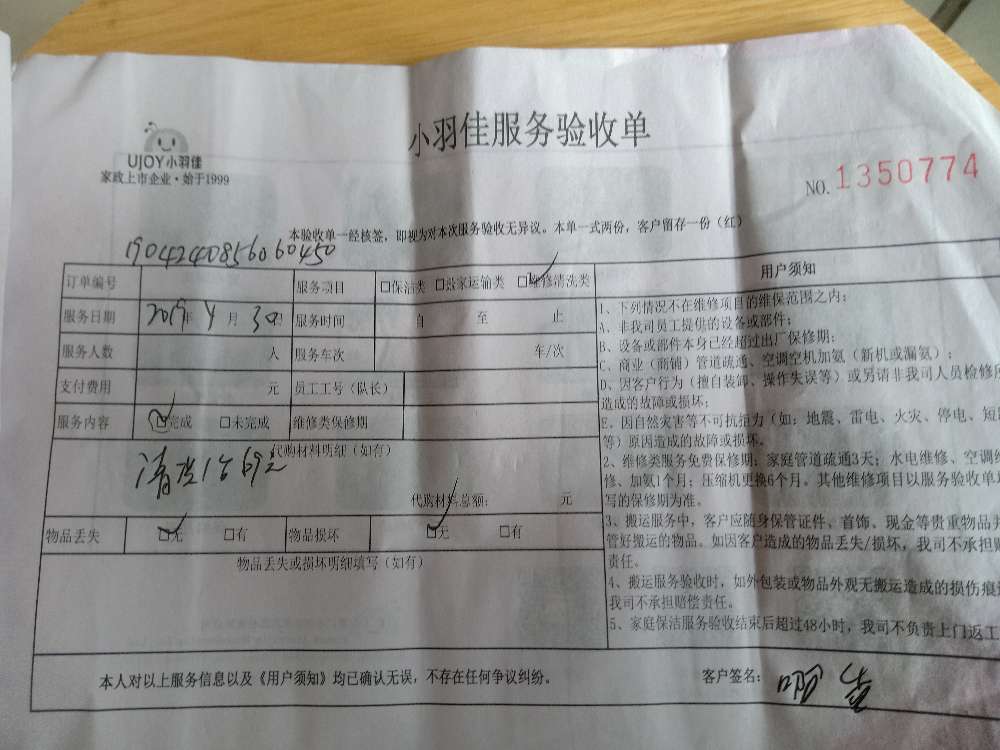 小羽佳服务验收单
UJOY小羽佳
家政上市企业·始于1999
NO.1350774
本验收单一经核签，即视为对本次服务验收无异议。本单一式两份，客户留存一份（红）
订单编号 19042408566060450 服务项目 □保洁类 □搬家运输类 □维修清洗类
服务日期 2019年4月30日 服务时间 自 至 止
服务人数 人 服务车次 车/次
支付费用 元 员工工号（队长）
服务内容 □完成 □未完成 维修类保修期
代购材料明细（如有）
清洗1台69元
代购材料总额： 元
物品丢失 □无 □有 物品损坏 □无 □有
物品丢失或损坏明细填写（如有）
用户须知
1、下列情况不在维修项目的维保范围之内：
A、非我司员工提供的设备或部件；
B、设备或部件本身已经超过出厂保修期；
C、商业（商铺）管道疏通、空调空机加氨（新机或漏氨）；
D、因客户行为（擅自装卸、操作失误等）或另请非我司人员检修
造成的故障或损坏；
E、因自然灾害等不可抗拒力（如：地震、雷电、火灾、停电、短
等）原因造成的故障或损坏。
2、维修类服务免费保修期：家庭管道疏通3天；水电维修、空调维
修、加氨1个月；压缩机更换6个月。其他维修项目以服务验收单填
写的保修期为准。
3、搬运服务中，客户应随身保管证件、首饰、现金等贵重物品并
管好搬运的物品。如因客户造成的物品丢失/损坏，我司不承担赔
责任。
4、搬运服务验收时，如外包装或物品外观无搬运造成的损伤痕
我司不承担赔偿责任。
5、家庭保洁服务验收结束后超过48小时，我司不负责上门返工
本人对以上服务信息以及《用户须知》均已确认无误，不存在任何争议纠纷。 客户签名：